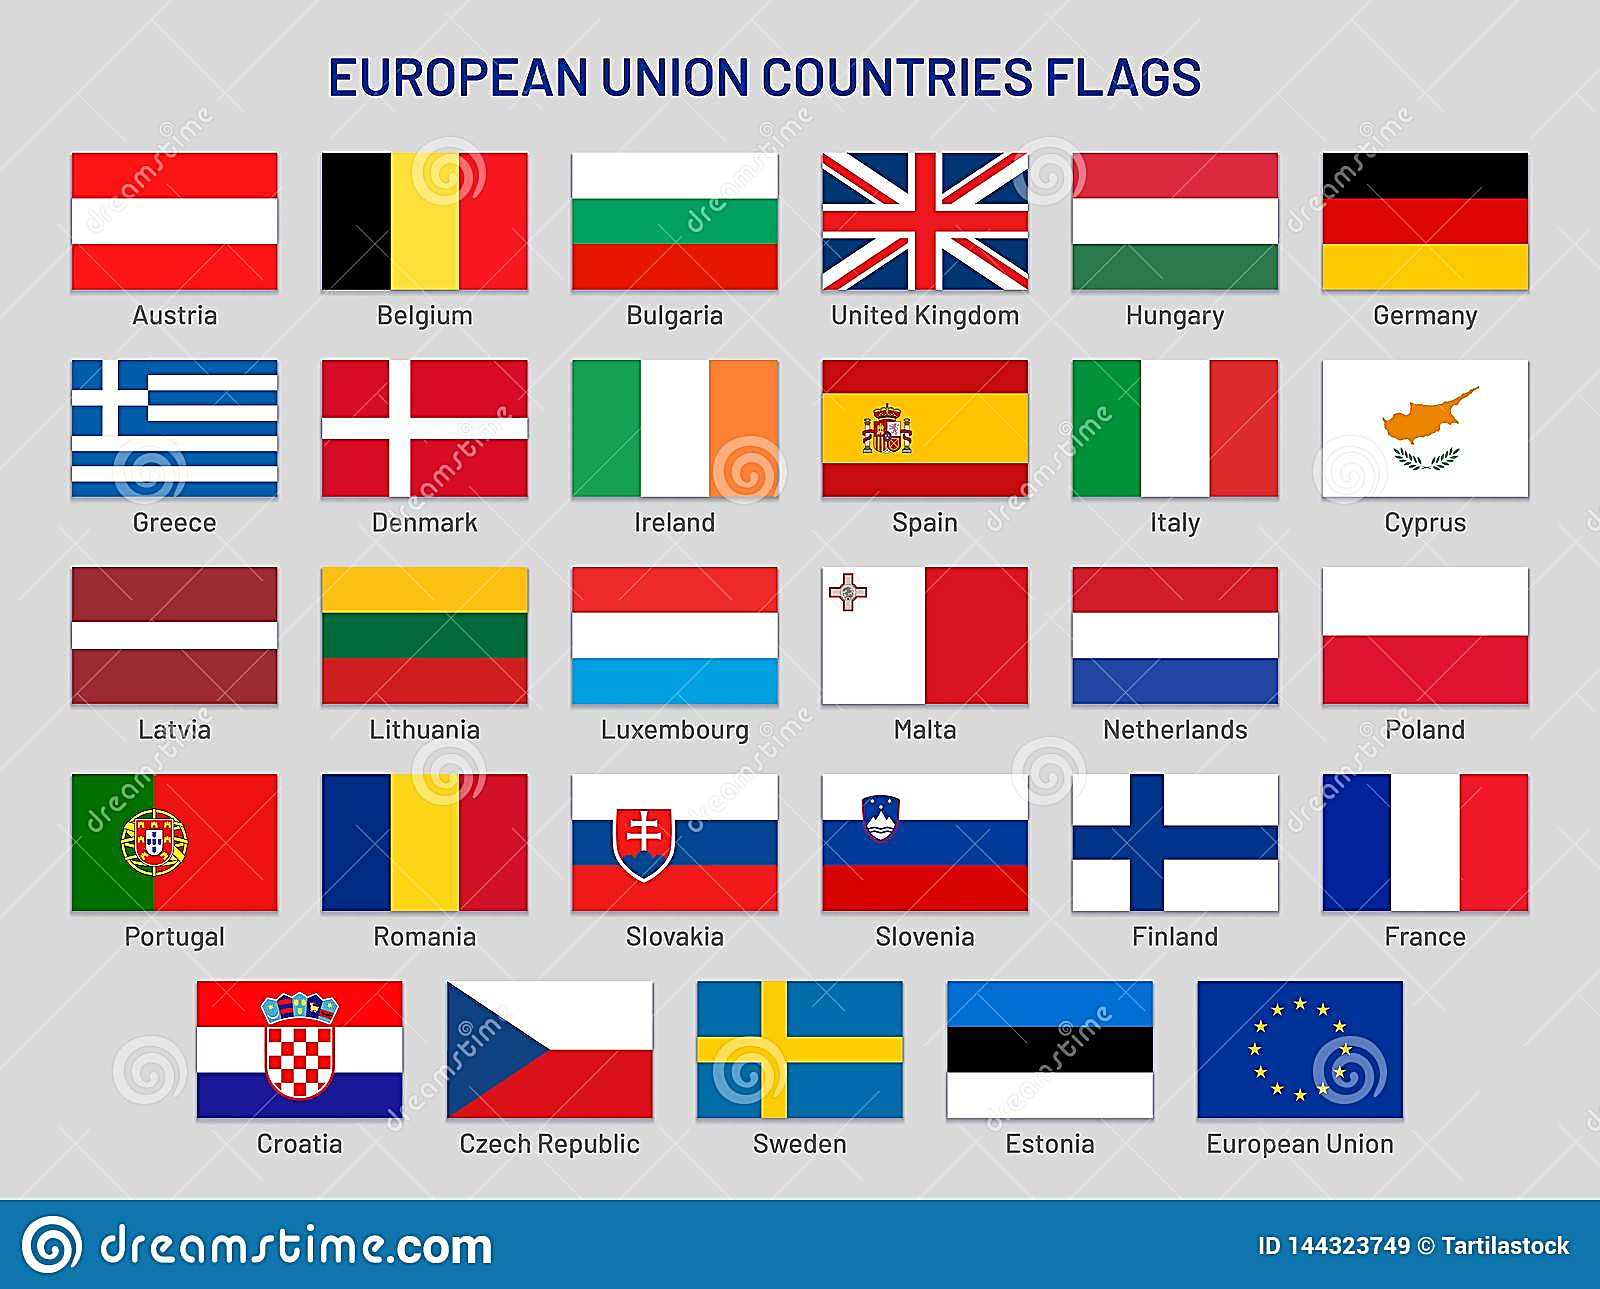 EUROPEAN UNION COUNTRIES FLAGS
Austria
Belgium
Bulgaria
United Kingdom
Hungary
Germany
Greece
Denmark
Ireland
Spain
Italy
Cyprus
Latvia
Lithuania
Luxembourg
Malta
Netherlands
Poland
Portugal
Romania
Slovakia
Slovenia
Finland
France
Croatia
Czech Republic
Sweden
Estonia
European Union
dreamstime.com
ID 144323749 © Tartilastock